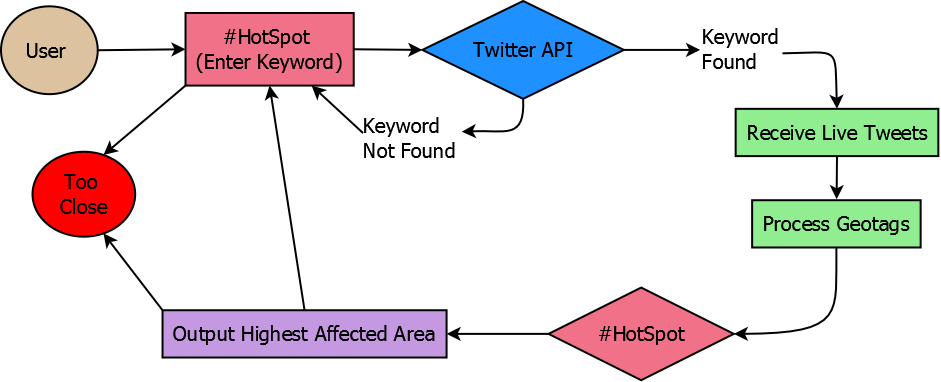 User
#HotSpot
(Enter Keyword)
Twitter API
Keyword
Found
Keyword
Not Found
Receive Live Tweets
Too
Close
Process Geotags
Output Highest Affected Area
#HotSpot